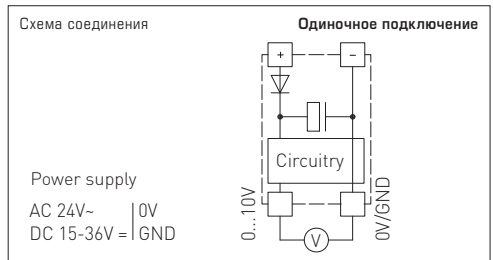 Схема соединения
Одиночное подключение
+ −
Circuitry
Power supply
AC 24V~ 0V
DC 15-36V = GND
0...10V
0V/GND
V